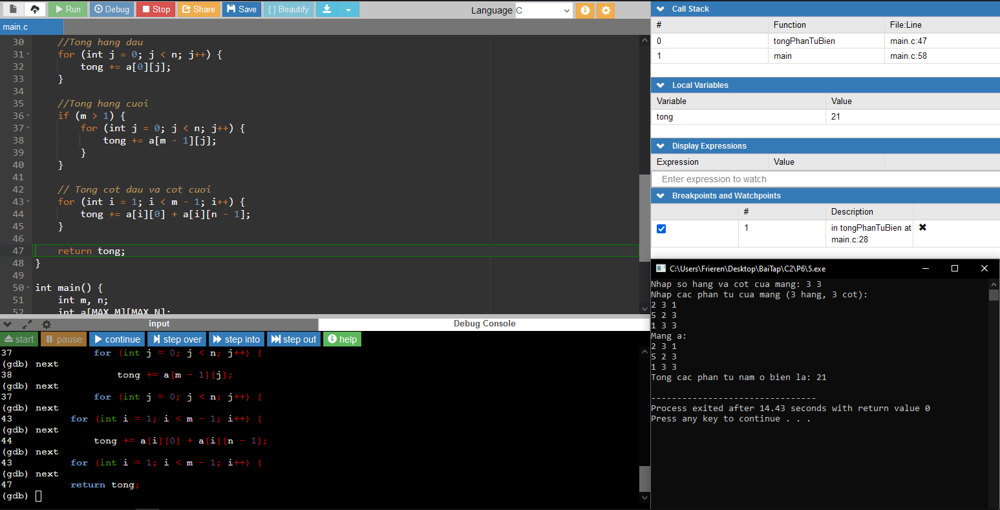 Run Debug Stop Share Save { } Beautify Language C
main.c
30 //Tong hang dau
31 for (int j = 0; j < n; j++) {
32 tong += a[0][j];
33 }
34
35 //Tong hang cuoi
36 if (m > 1) {
37 for (int j = 0; j < n; j++) {
38 tong += a[m - 1][j];
39 }
40 }
41
42 // Tong cot dau va cot cuoi
43 for (int i = 1; i < m - 1; i++) {
44 tong += a[i][0] + a[i][n - 1];
45 }
46
47 return tong;
48 }
49
50 int main() {
51 int m, n;
52 int a[MAX_M][MAX_N];
input Debug Console
start pause continue step over step into step out help
37 for (int j = 0; j < n; j++) {
(gdb) next
38 tong += a[m - 1][j];
(gdb) next
37 for (int j = 0; j < n; j++) {
(gdb) next
43 for (int i = 1; i < m - 1; i++) {
(gdb) next
44 tong += a[i][0] + a[i][n - 1];
(gdb) next
43 for (int i = 1; i < m - 1; i++) {
(gdb) next
47 return tong;
(gdb)
Call Stack
# Function File:Line
0 tongPhanTuBien main.c:47
1 main main.c:58
Local Variables
Variable Value
tong 21
Display Expressions
Expression Value
Enter expression to watch
Breakpoints and Watchpoints
# Description
1 in tongPhanTuBien at
main.c:28
C:\Users\Frieren\Desktop\BaiTap\C2\P6\5.exe
Nhap so hang va cot cua mang: 3 3
Nhap cac phan tu cua mang (3 hang, 3 cot):
2 3 1
5 2 3
1 3 3
Mang a:
2 3 1
5 2 3
1 3 3
Tong cac phan tu nam o bien la: 21
--------------------------------
Process exited after 14.43 seconds with return value 0
Press any key to continue . . .